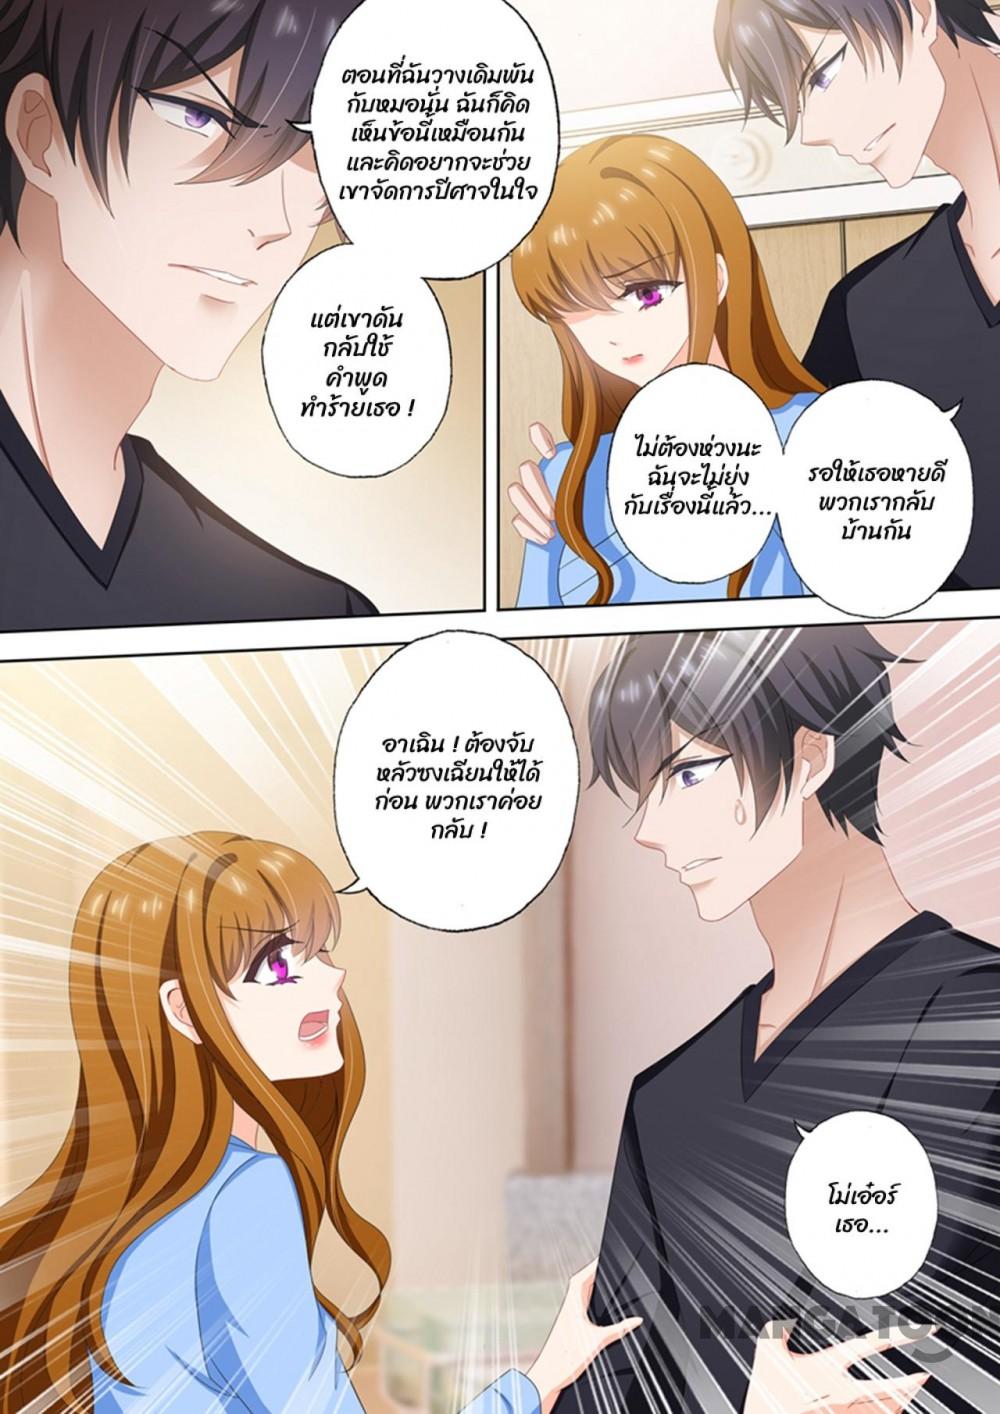 ตอนที่ฉันวางเดิมพัน
กับหมอนั่น ฉันก็คิด
เห็นข้อนี้เหมือนกัน
และคิดอยากจะช่วย
เขาจัดการปีศาจในใจ
แต่เขาดัน
กลับใช้
คำพูด
ทำร้ายเธอ !
ไม่ต้องห่วงนะ
ฉันจะไม่ยุ่ง
กับเรื่องนี้แล้ว...
รอให้เธอหายดี
พวกเรากลับ
บ้านกัน
อาเฉิน ! ต้องจับ
หลัวซงเฉียนให้ได้
ก่อน พวกเราค่อย
กลับ !
โม่เอ๋อร์
เธอ...
MANGATOON